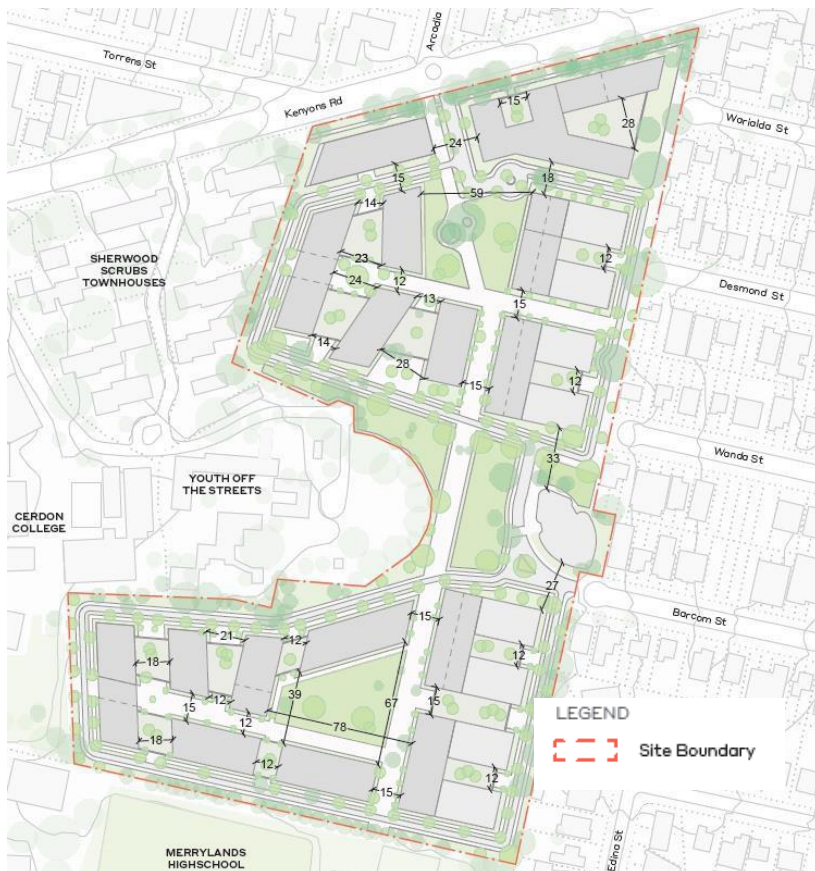 Arcadia
Torrens St
Kenyons Rd
15
28
Warialda St
24
15
18
59
14
SHERWOOD
SCRUBS
TOWNHOUSES
23
12
12
24
Desmond St
13
15
14
28
12
15
Wanda St
33
YOUTH OFF
THE STREETS
CERDON
COLLEGE
27
Barcom St
15
21
12
18
12
39
67
12
15
15
12
78
18
12
12
15
LEGEND
Site Boundary
Edina St
MERRYLANDS
HIGHSCHOOL